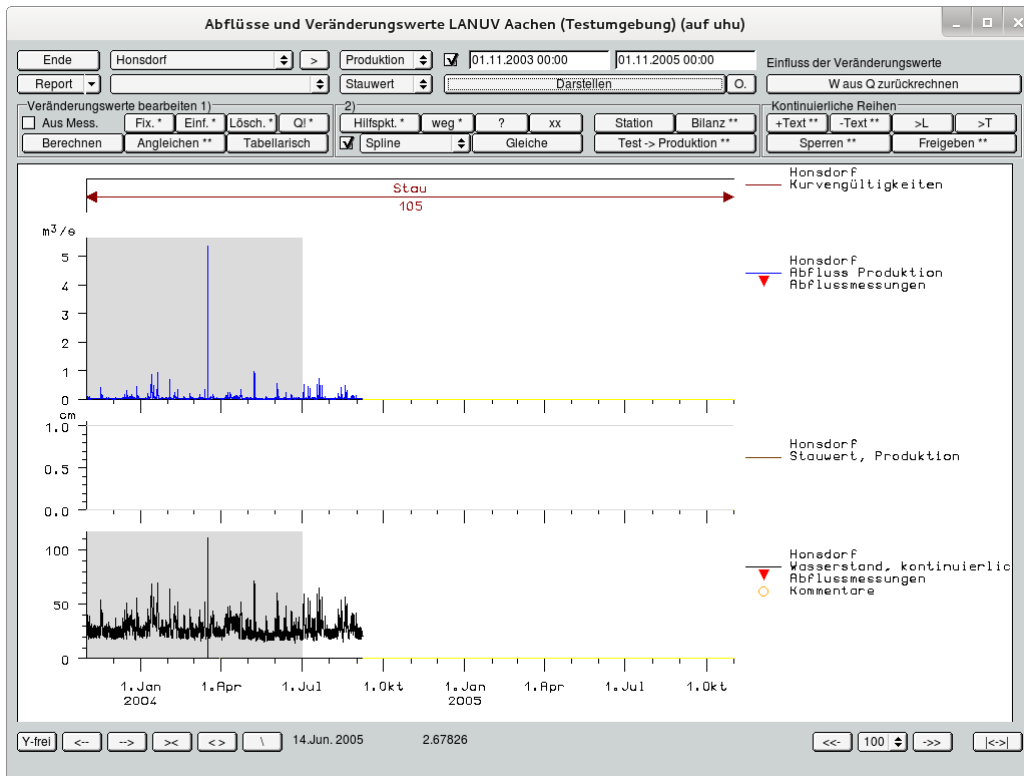 Abflüsse und Veränderungswerte LANUV Aachen (Testumgebung) (auf uhu)
Ende Honsdorf > Produktion 01.11.2003 00:00 01.11.2005 00:00 Einfluss der Veränderungswerte
Report Stauwert Darstellen O. W aus Q zurückrechnen
Veränderungswerte bearbeiten 1) 2) Kontinuierliche Reihen
Aus Mess. Fix. * Einf. * Lösch. * Q! * Hilfspkt. * weg * ? xx Station Bilanz ** +Text ** -Text ** >L >T
Berechnen Angleichen ** Tabellarisch Spline Gleiche Test -> Produktion ** Sperren ** Freigeben **
Stau
105
Honsdorf
Kurvengültigkeiten
m³/s
5
4
3
2
1
0
Honsdorf
Abfluss Produktion
Abflussmessungen
cm
1.0
0.5
0.0
Honsdorf
Stauwert, Produktion
100
50
0
Honsdorf
Wasserstand, kontinuierlic
Abflussmessungen
Kommentare
1.Jan 1.Apr 1.Jul 1.Okt 1.Jan 1.Apr 1.Jul 1.Okt
2004 2005
Y-frei <-- --> >< < > \ 14.Jun. 2005 2.67826 <<- 100 ->> |<->|